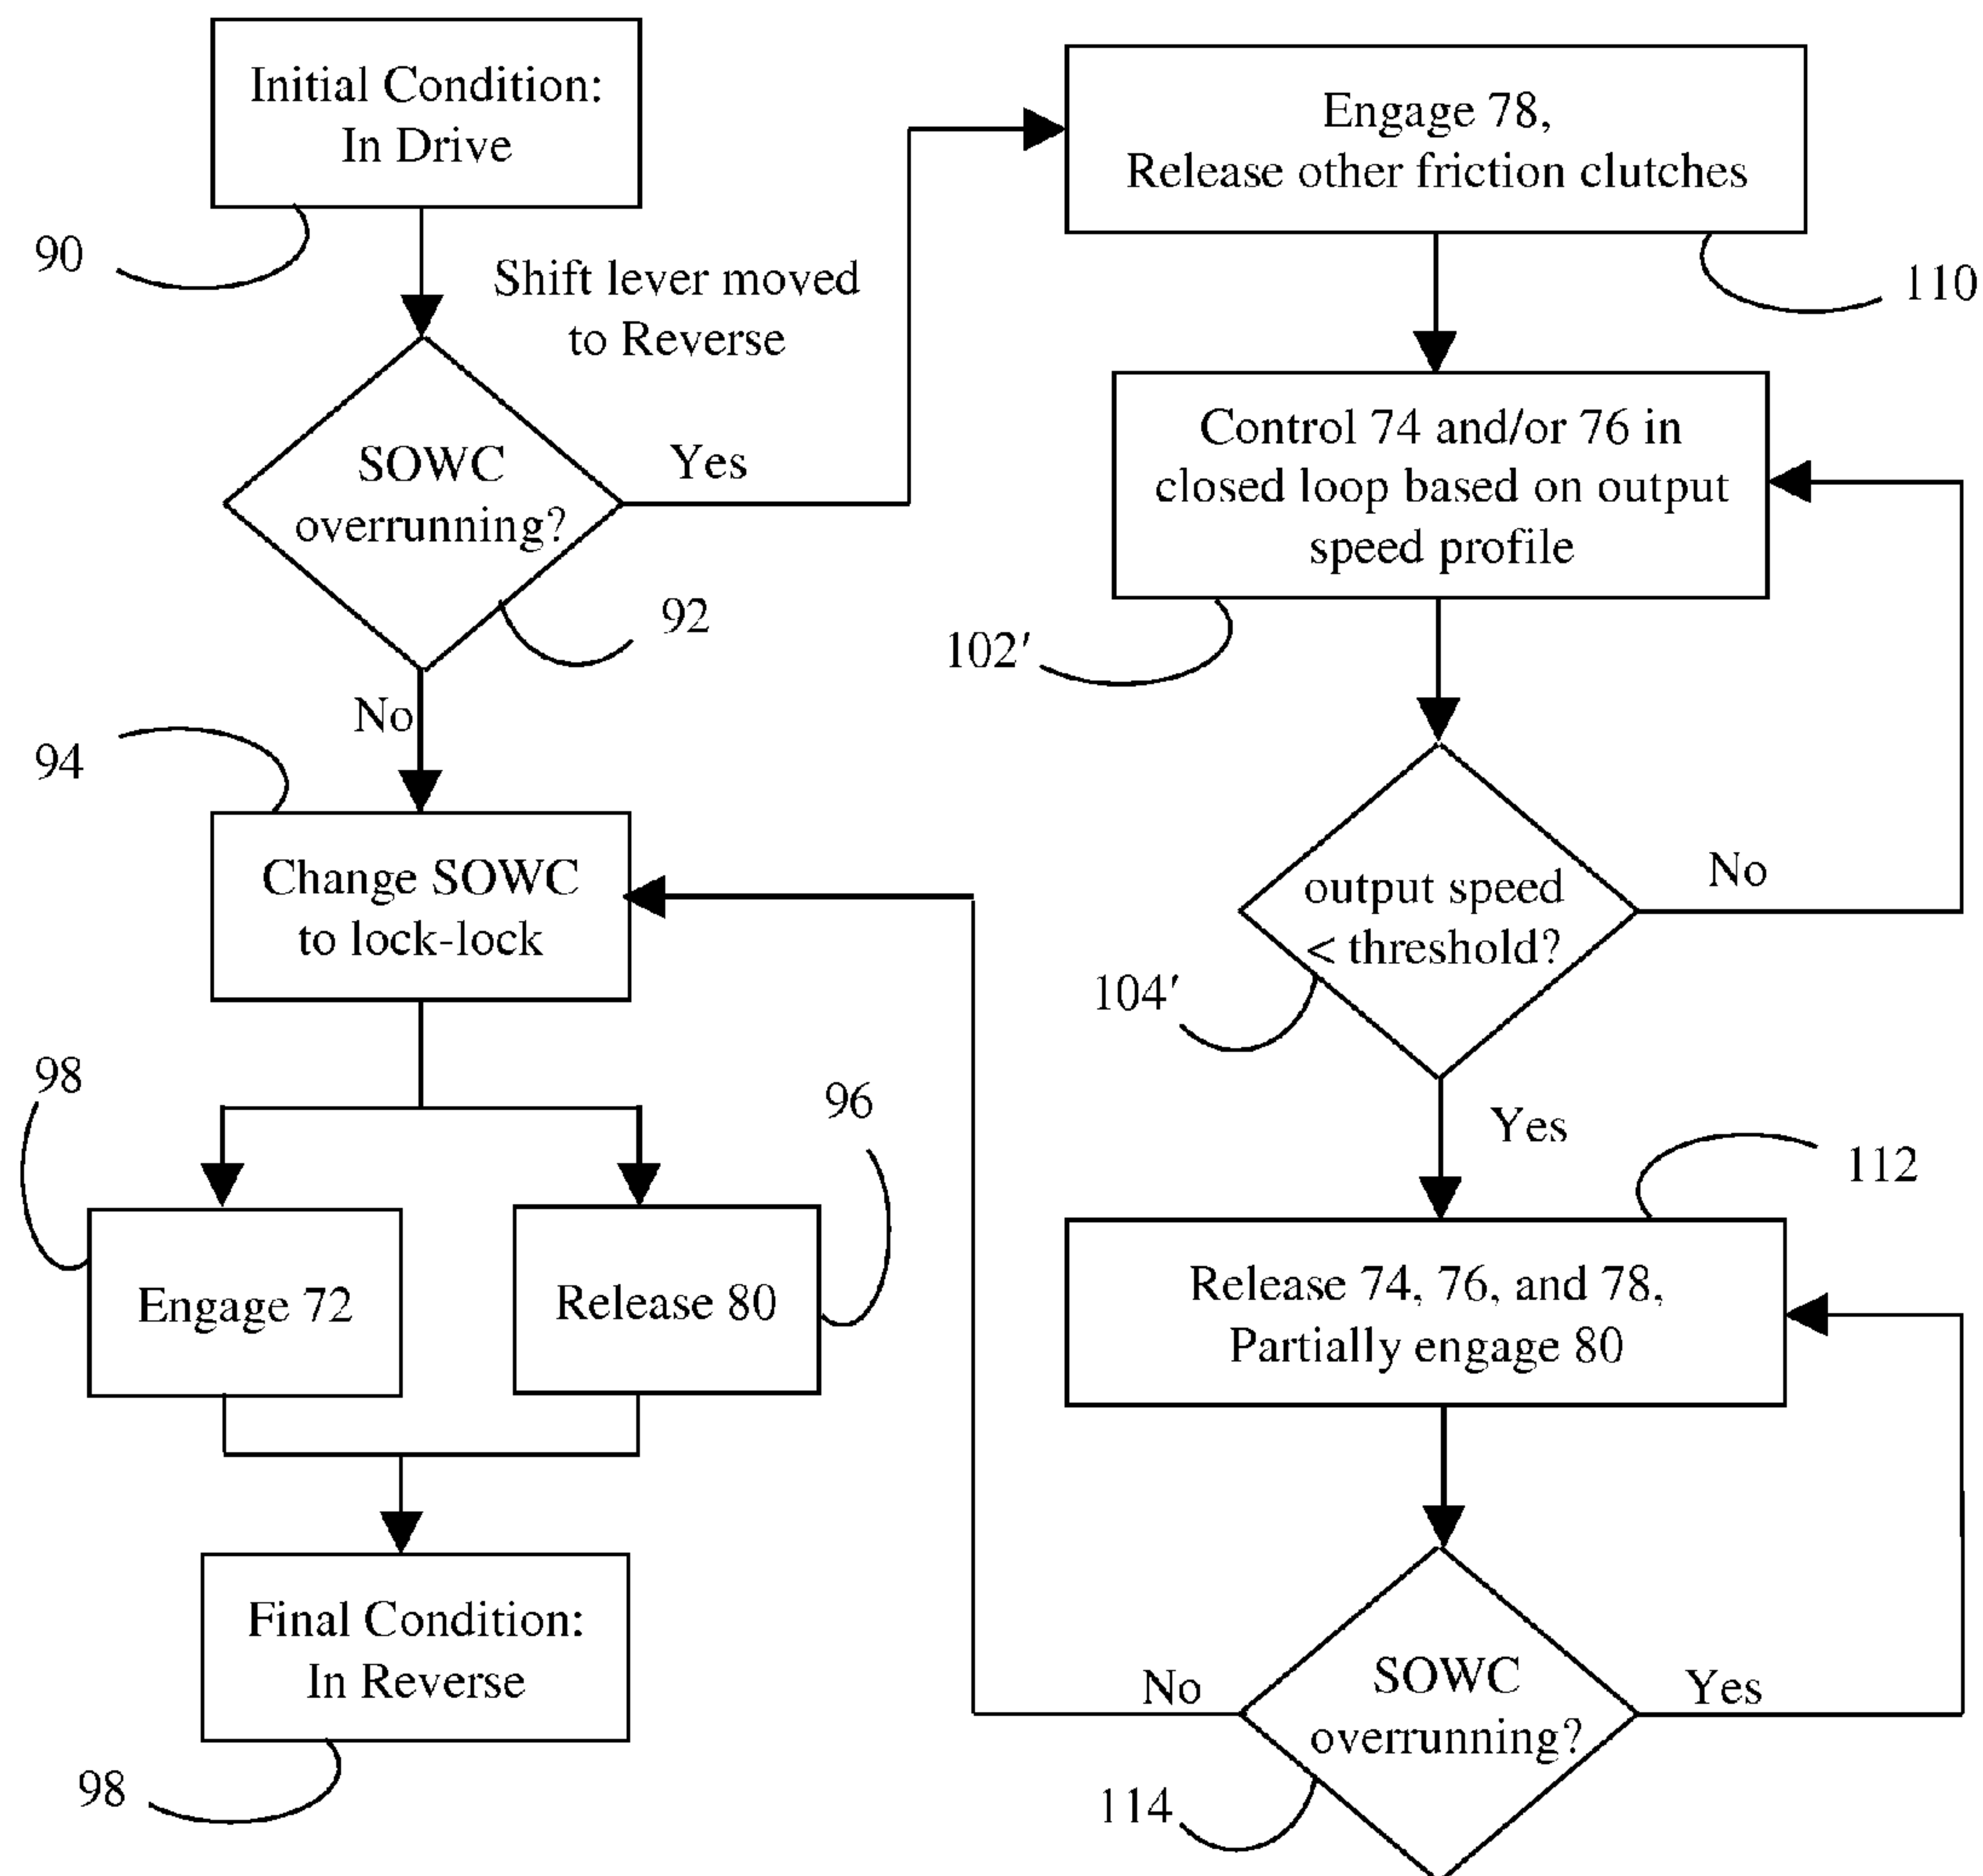 Initial Condition:
In Drive
90
Shift lever moved
to Reverse
SOWC
overrunning?
Yes
92
No
94
Change SOWC
to lock-lock
98
96
Engage 72
Release 80
Final Condition:
In Reverse
98
Engage 78,
Release other friction clutches
110
Control 74 and/or 76 in
closed loop based on output
speed profile
102'
output speed
< threshold?
No
104'
Yes
112
Release 74, 76, and 78,
Partially engage 80
SOWC
overrunning?
No
Yes
114